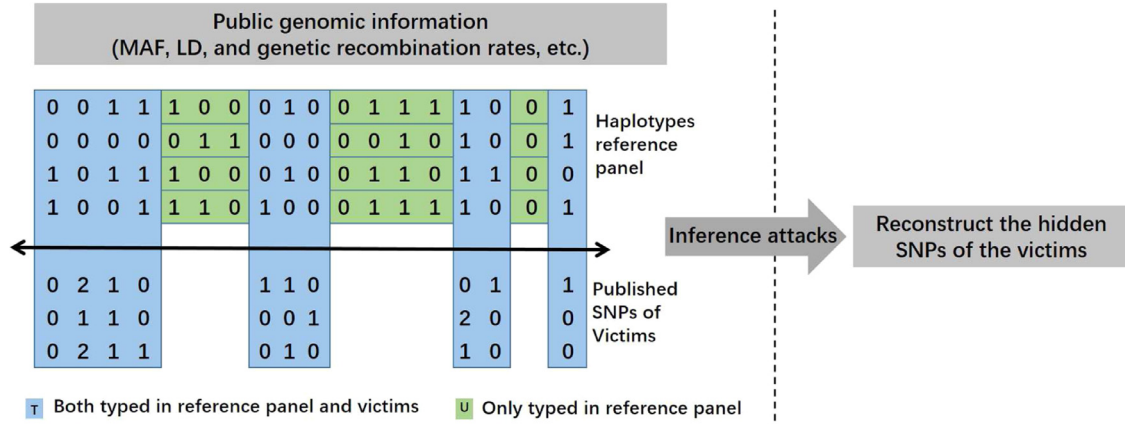 Public genomic information
(MAF, LD, and genetic recombination rates, etc.)
0 0 1 1 1 0 0 0 1 0 0 1 1 1 1 0 0 1
0 0 0 0 0 1 1 0 0 0 0 0 1 0 1 0 0 1
1 0 1 1 1 0 0 0 1 0 0 1 1 0 1 1 0 0
1 0 0 1 1 1 0 1 0 0 0 1 1 1 1 0 0 1
Haplotypes
reference
panel
Inference attacks
Reconstruct the hidden
SNPs of the victims
0 2 1 0 1 1 0 0 1 1
0 1 1 0 0 0 1 2 0 0
0 2 1 1 0 1 0 1 0 0
Published
SNPs of
Victims
T Both typed in reference panel and victims
U Only typed in reference panel